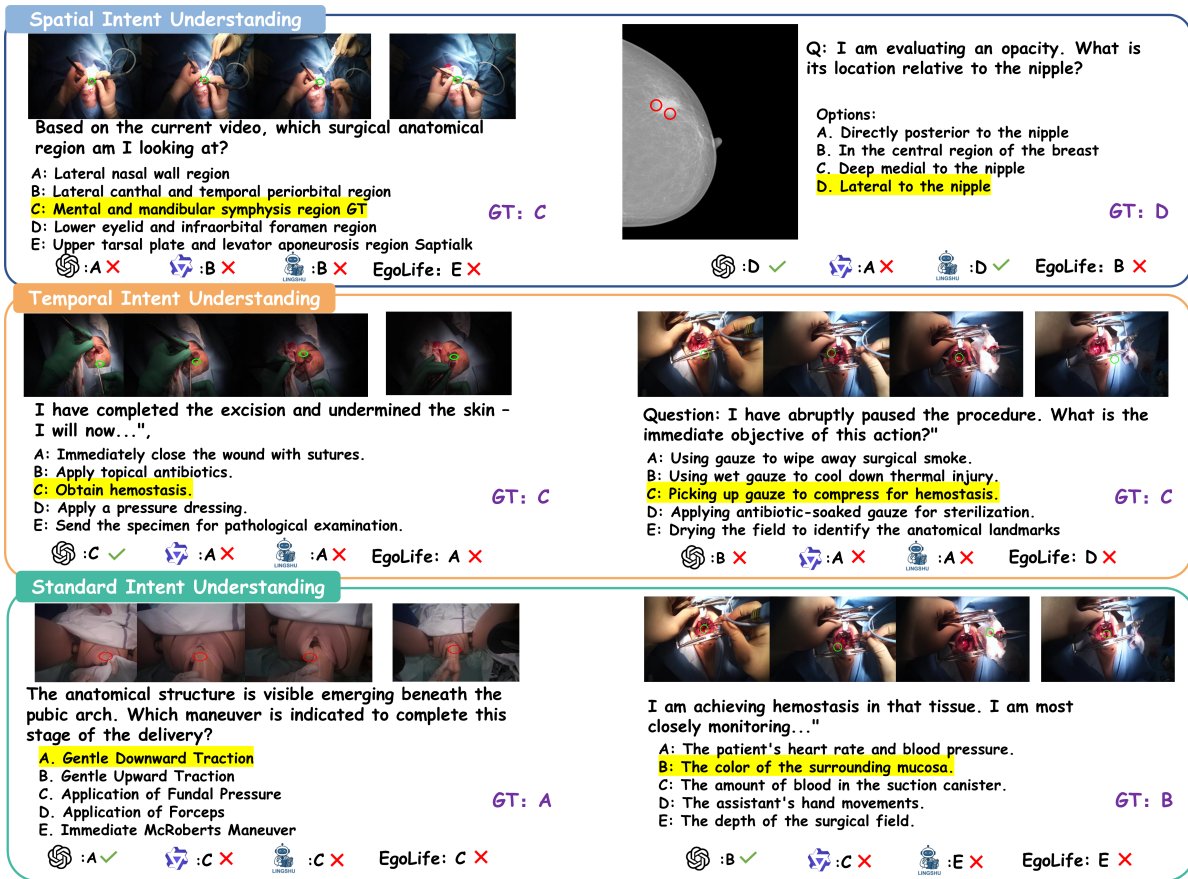 Spatial Intent Understanding
Based on the current video, which surgical anatomical
region am I looking at?
A: Lateral nasal wall region
B: Lateral canthal and temporal periorbital region
C: Mental and mandibular symphysis region GT
D: Lower eyelid and infraorbital foramen region
E: Upper tarsal plate and levator aponeurosis region Saptialk
GT: C
:A
:B
LINGSHU
:B
EgoLife: E
Q: I am evaluating an opacity. What is
its location relative to the nipple?
Options:
A. Directly posterior to the nipple
B. In the central region of the breast
C. Deep medial to the nipple
D. Lateral to the nipple
GT: D
:D
:A
LINGSHU
:D
EgoLife: B
Temporal Intent Understanding
I have completed the excision and undermined the skin –
I will now...",
A: Immediately close the wound with sutures.
B: Apply topical antibiotics.
C: Obtain hemostasis.
D: Apply a pressure dressing.
E: Send the specimen for pathological examination.
GT: C
:C
:A
LINGSHU
:A
EgoLife: A
Question: I have abruptly paused the procedure. What is the
immediate objective of this action?"
A: Using gauze to wipe away surgical smoke.
B: Using wet gauze to cool down thermal injury.
C: Picking up gauze to compress for hemostasis.
D: Applying antibiotic-soaked gauze for sterilization.
E: Drying the field to identify the anatomical landmarks
GT: C
:B
:A
LINGSHU
:A
EgoLife: D
Standard Intent Understanding
The anatomical structure is visible emerging beneath the
pubic arch. Which maneuver is indicated to complete this
stage of the delivery?
A. Gentle Downward Traction
B. Gentle Upward Traction
C. Application of Fundal Pressure
D. Application of Forceps
E. Immediate McRoberts Maneuver
GT: A
:A
:C
LINGSHU
:C
EgoLife: C
I am achieving hemostasis in that tissue. I am most
closely monitoring..."
A: The patient's heart rate and blood pressure.
B: The color of the surrounding mucosa.
C: The amount of blood in the suction canister.
D: The assistant's hand movements.
E: The depth of the surgical field.
GT: B
:B
:C
LINGSHU
:E
EgoLife: E